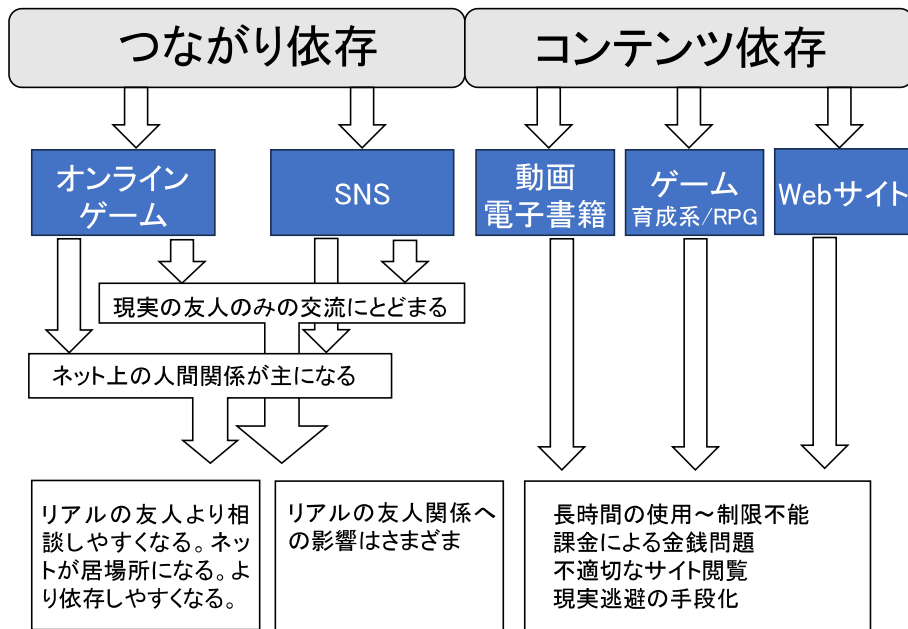 つながり依存
コンテンツ依存
オンライン
ゲーム
SNS
動画
電子書籍
ゲーム
育成系/RPG
Webサイト
現実の友人のみの交流にとどまる
ネット上の人間関係が主になる
リアルの友人より相
談しやすくなる。ネッ
トが居場所になる。よ
り依存しやすくなる。
リアルの友人関係へ
の影響はさまざま
長時間の使用～制限不能
課金による金銭問題
不適切なサイト閲覧
現実逃避の手段化